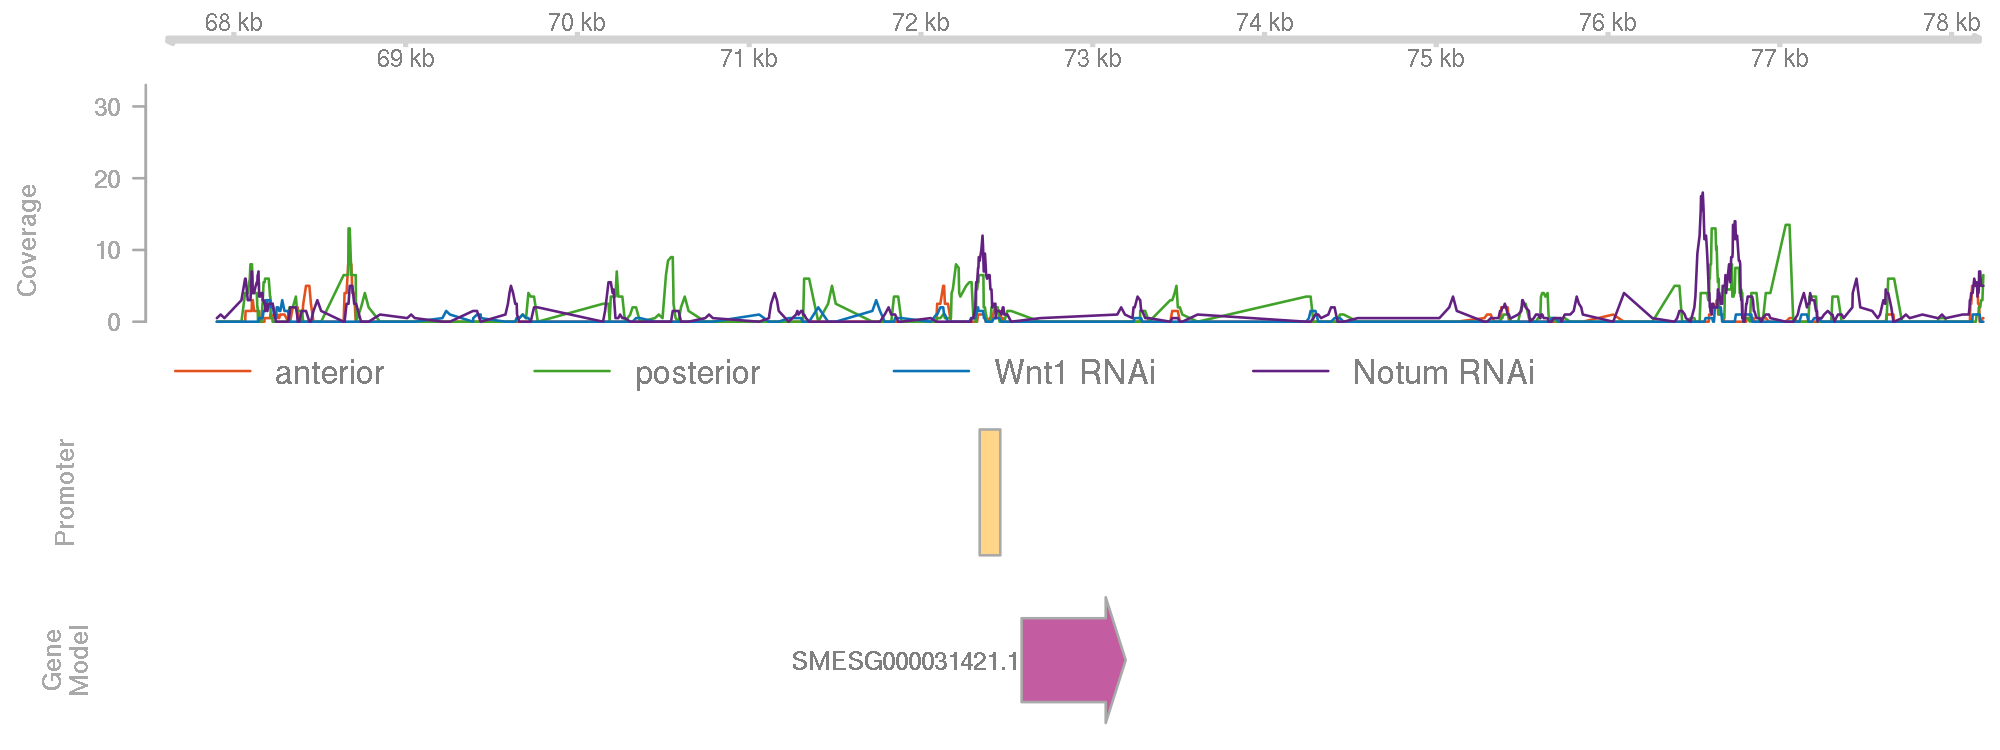 68 kb 70 kb 72 kb 74 kb 76 kb 78 kb
69 kb 71 kb 73 kb 75 kb 77 kb
Coverage
30
20
10
0
anterior posterior Wnt1 RNAi Notum RNAi
Promoter
Gene
Model
SMESG000031421.1